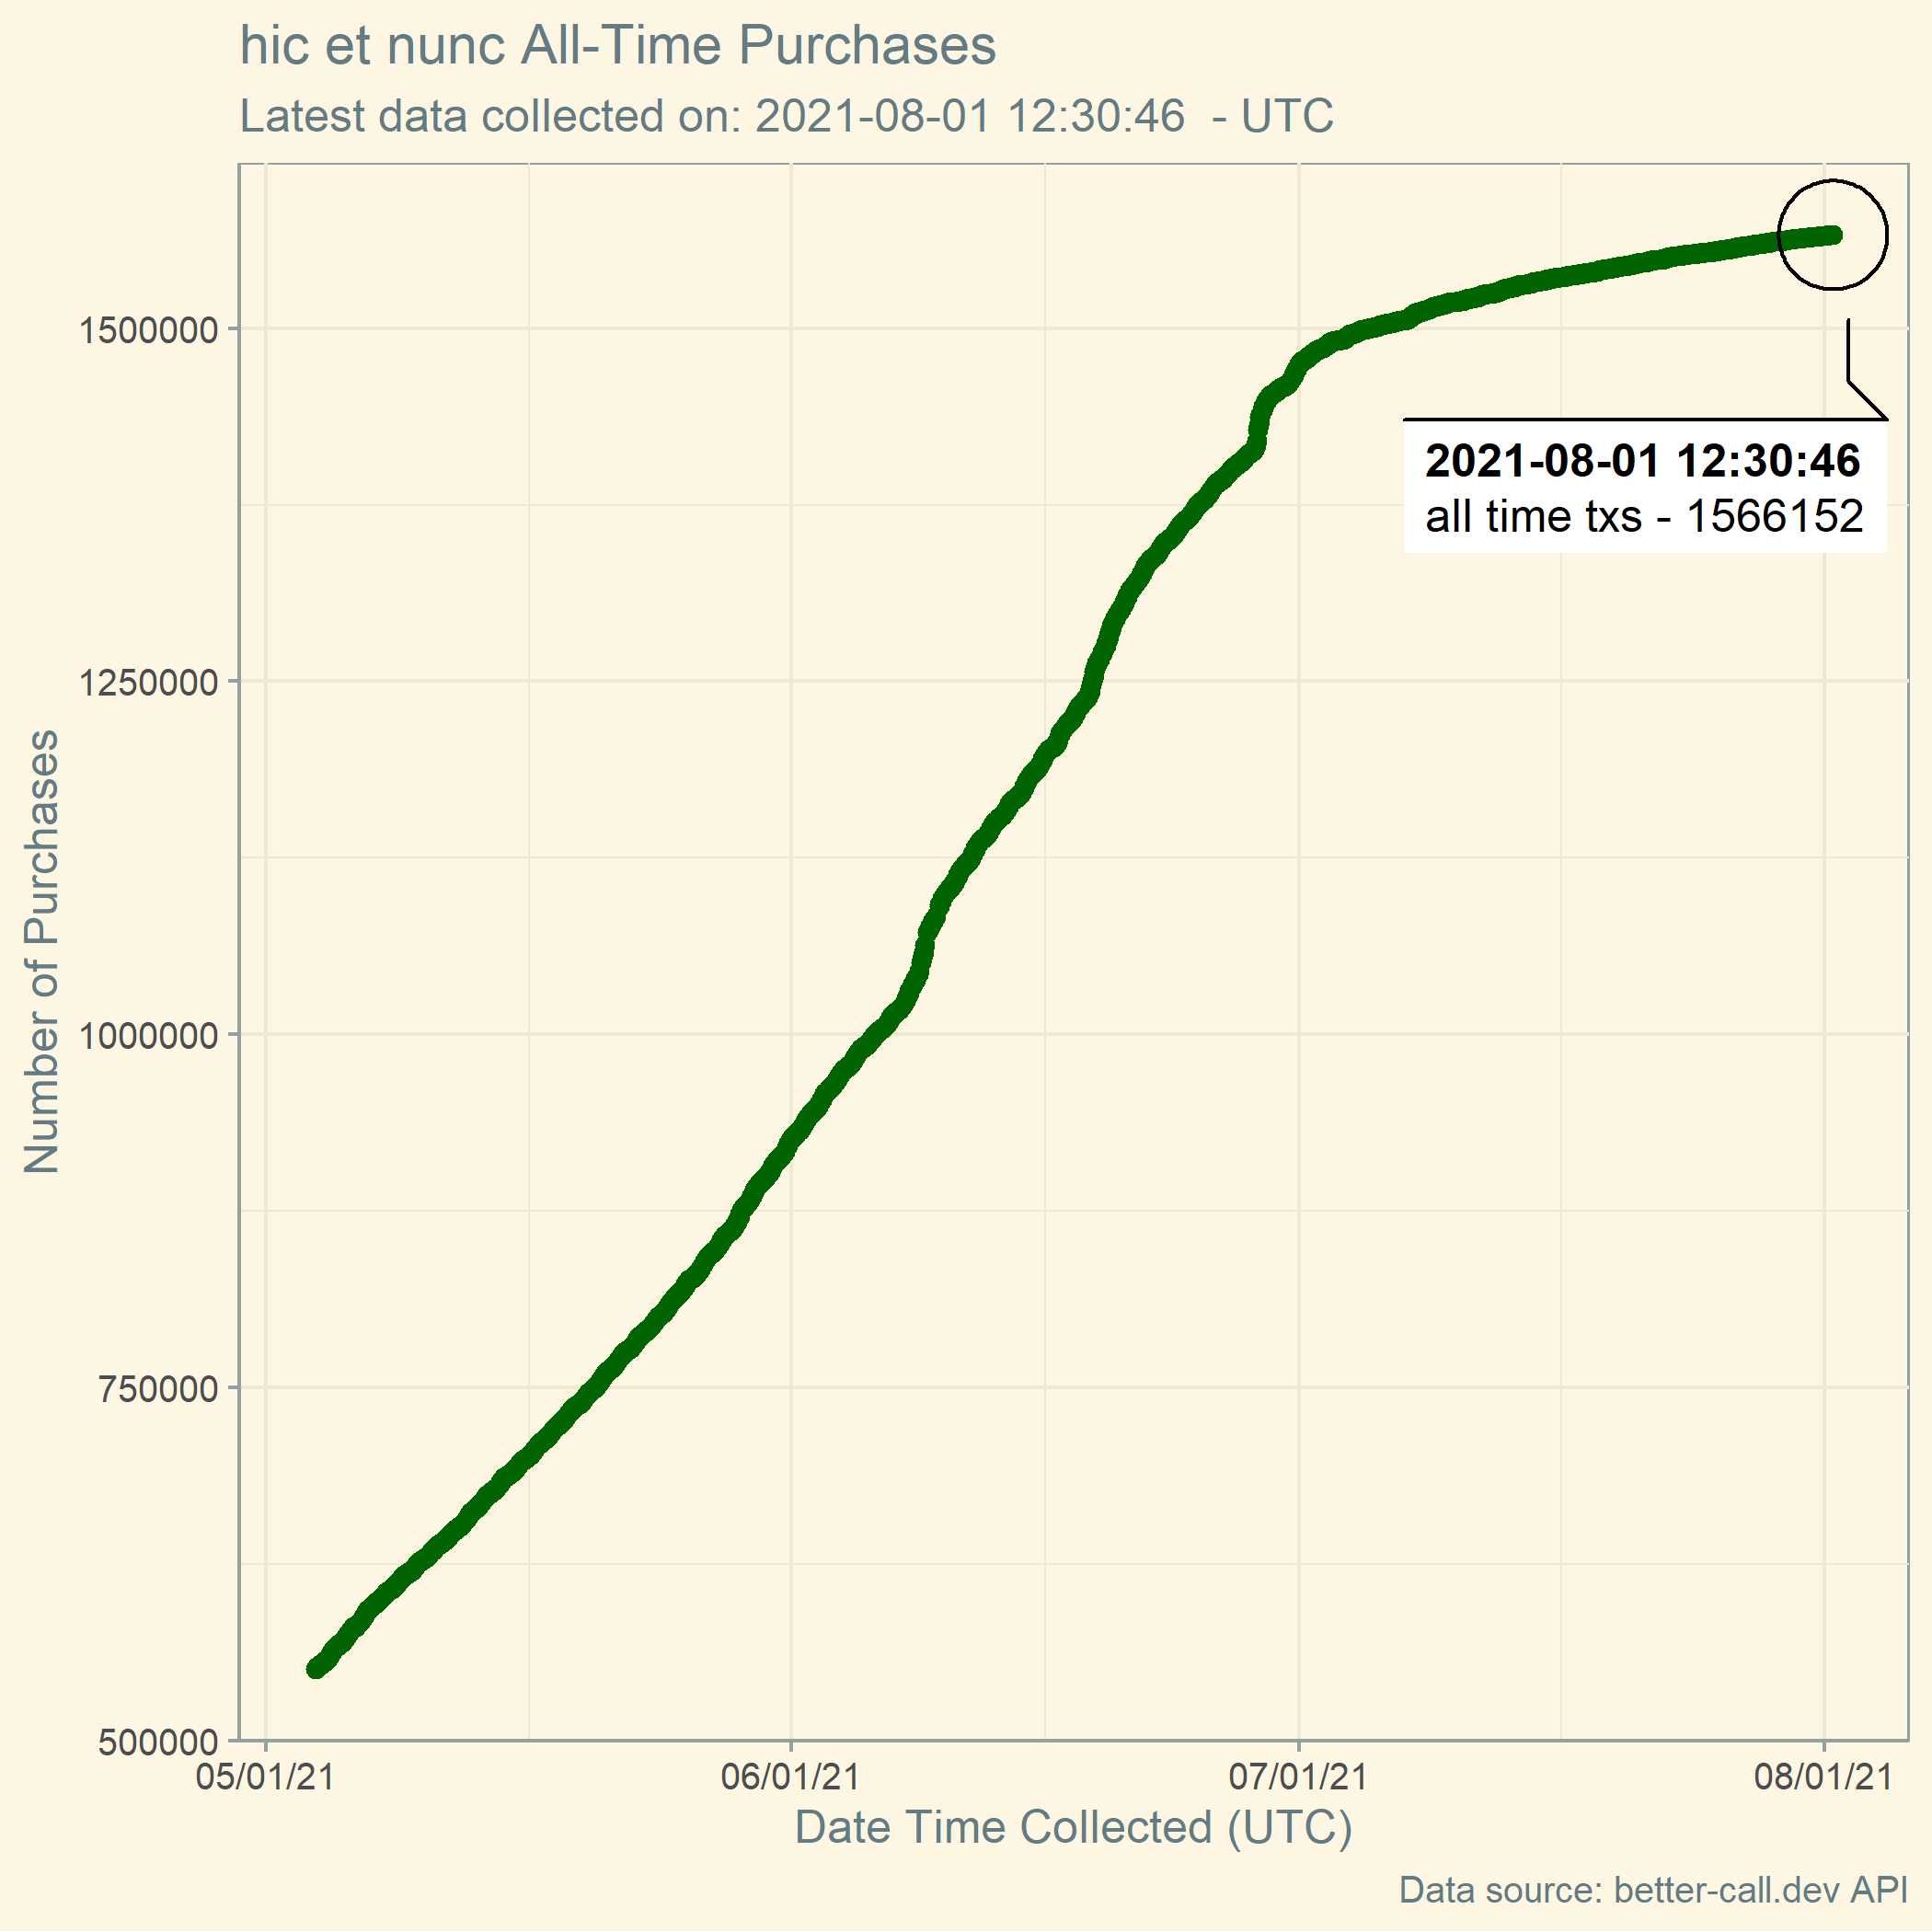 hic et nunc All-Time Purchases
Latest data collected on: 2021-08-01 12:30:46  - UTC
Number of Purchases
1500000
1250000
1000000
750000
500000
2021-08-01 12:30:46
all time txs - 1566152
05/01/21
06/01/21
07/01/21
08/01/21
Date Time Collected (UTC)
Data source: better-call.dev API